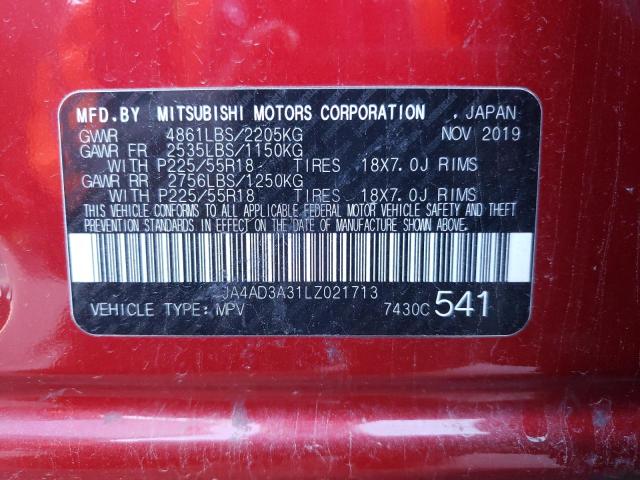 MFD.BY MITSUBISHI MOTORS CORPORATION , JAPAN
GVWR 4861LBS/2205KG NOV 2019
GAWR FR 2535LBS/1150KG
WITH P225/55R18 TIRES 18X7.0J RIMS
GAWR RR 2756LBS/1250KG
WITH P225/55R18 TIRES 18X7.0J RIMS
THIS VEHICLE CONFORMS TO ALL APPLICABLE FEDERAL MOTOR VEHICLE SAFETY AND THEFT
PREVENTION STANDARDS IN EFFECT ON THE DATE OF MANUFACTURE SHOWN ABOVE.
JA4AD3A31LZ021713
VEHICLE TYPE: MPV 7430C 541